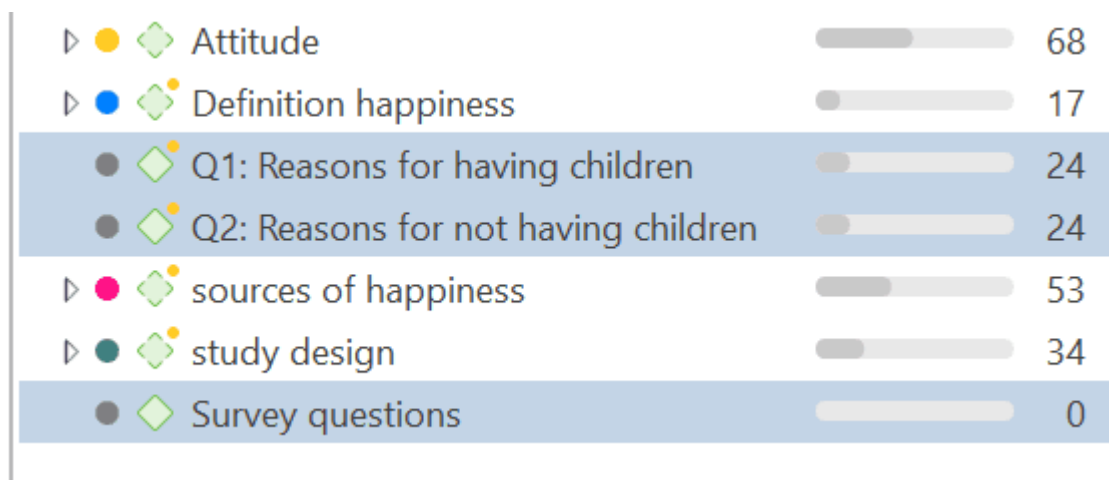 Attitude 68
Definition happiness 17
Q1: Reasons for having children 24
Q2: Reasons for not having children 24
sources of happiness 53
study design 34
Survey questions 0